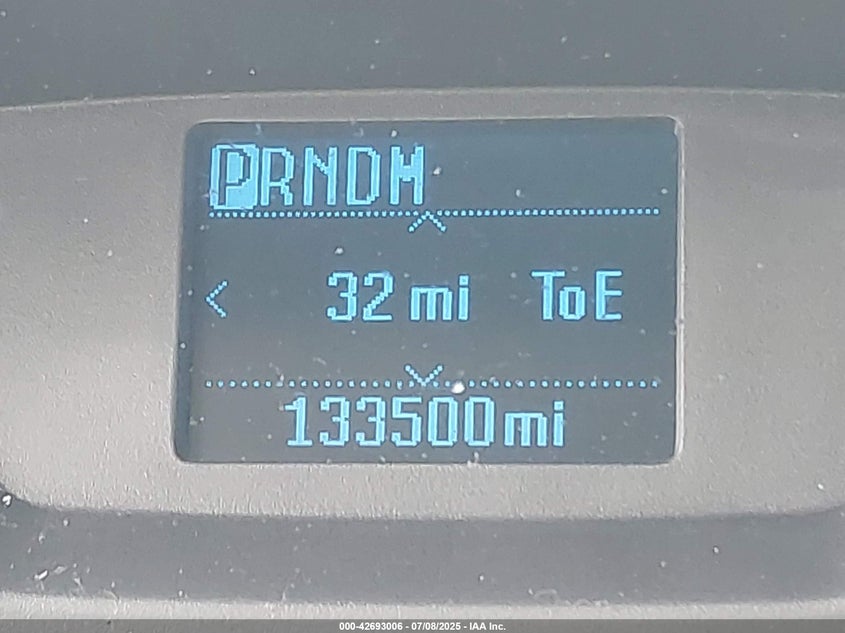 PRNDM
< 32 mi ToE
133500mi
000-42693006 - 07/08/2025 - IAA Inc.